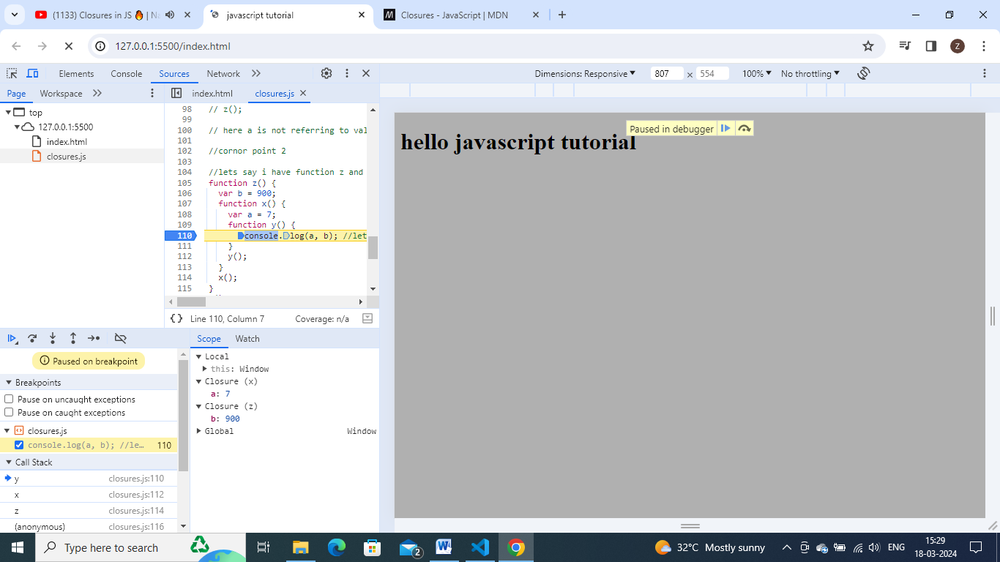 (1133) Closures in JS 🔥 | Na
javascript tutorial
Closures - JavaScript | MDN
127.0.0.1:5500/index.html
Z
Elements
Console
Sources
Network
Dimensions: Responsive
807
×
554
100%
No throttling
Page
Workspace
index.html
closures.js
top
127.0.0.1:5500
index.html
closures.js
98 // z();
99
100 // here a is not referring to val
101
102 //cornor point 2
103
104 //lets say i have function z and
105 function z() {
106 var b = 900;
107 function x() {
108 var a = 7;
109 function y() {
110 console.log(a, b); //let
111 }
112 y();
113 }
114 x();
115 }
{} Line 110, Column 7
Coverage: n/a
Paused in debugger
hello javascript tutorial
Paused on breakpoint
Breakpoints
Pause on uncaught exceptions
Pause on caught exceptions
closures.js
console.log(a, b); //le… 110
Call Stack
y closures.js:110
x closures.js:112
z closures.js:114
(anonymous) closures.js:116
Scope
Watch
Local
this: Window
Closure (x)
a: 7
Closure (z)
b: 900
Global Window
Type here to search
2
32°C Mostly sunny
ENG
15:29
18-03-2024